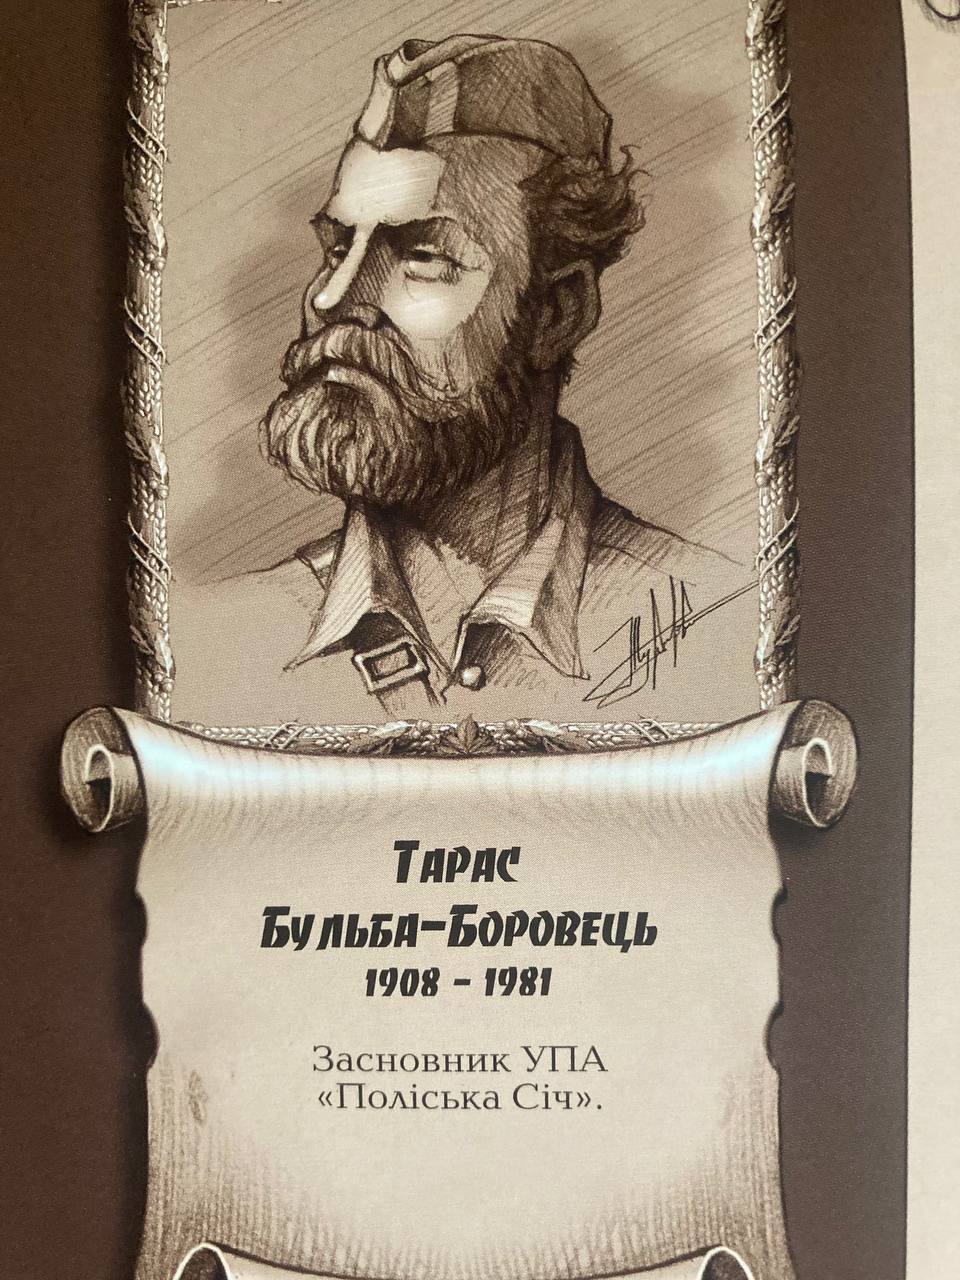 Тарас
Бульба-Боровець
1908 - 1981
Засновник УПА
«Поліська Січ».